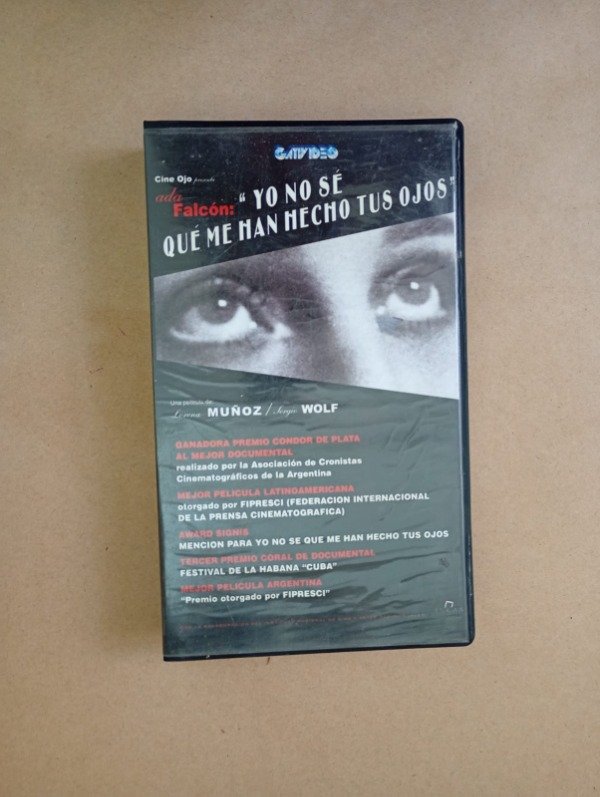 GATIVIDEO
Cine Ojo presenta
ada Falcón: "YO NO SÉ
QUÉ ME HAN HECHO TUS OJOS"
Una película de
Lorena MUÑOZ / Sergio WOLF
GANADORA PREMIO CONDOR DE PLATA
AL MEJOR DOCUMENTAL
realizado por la Asociación de Cronistas
Cinematográficos de la Argentina
MEJOR PELICULA LATINOAMERICANA
otorgado por FIPRESCI (FEDERACION INTERNACIONAL
DE LA PRENSA CINEMATOGRAFICA)
AWARD SIGNIS
MENCION PARA YO NO SE QUE ME HAN HECHO TUS OJOS
TERCER PREMIO CORAL DE DOCUMENTAL
FESTIVAL DE LA HABANA "CUBA"
MEJOR PELICULA ARGENTINA
"Premio otorgado por FIPRESCI"